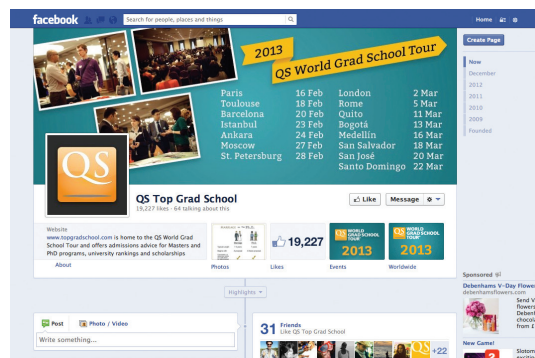 facebook
Search for people, places and things
Home
2013
QS World Grad School Tour
Create Page
Now
December
2012
2011
2010
2009
Founded
Paris 16 Feb London 2 Mar
Toulouse 18 Feb Rome 5 Mar
Barcelona 20 Feb Quito 11 Mar
Istanbul 23 Feb Bogotá 13 Mar
Ankara 24 Feb Medellín 16 Mar
Moscow 27 Feb San Salvador 18 Mar
St. Petersburg 28 Feb San José 20 Mar
Santo Domingo 22 Mar
QS
QS Top Grad School
19,227 likes · 64 talking about this
Like
Message
Website
www.topgradschool.com is home to the QS World Grad
School Tour and offers admissions advice for Masters and
PhD programs, university rankings and scholarships
About
Photos
19,227
Likes
WORLD
GRAD SCHOOL
TOUR
2013
Events
WORLD
GRAD SCHOOL
TOUR
2013
Worldwide
Highlights
Post
Photo / Video
Write something...
31 Friends
Like QS Top Grad School
+22
Sponsored
Debenhams V-Day Flowe
debenhamsflowers.com
Send V
flowers
Deben
chocola
from £
New Game!
Slotom